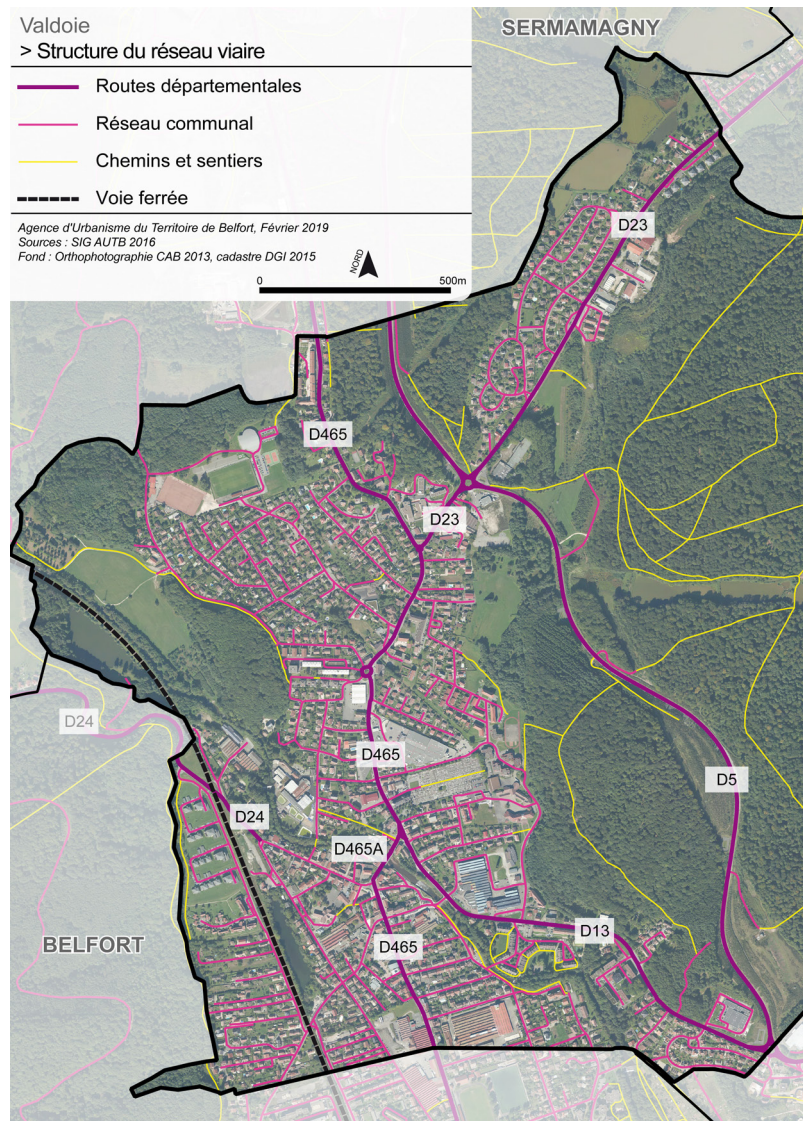 Valdoie
> Structure du réseau viaire
Routes départementales
Réseau communal
Chemins et sentiers
Voie ferrée
Agence d'Urbanisme du Territoire de Belfort, Février 2019
Sources : SIG AUTB 2016
Fond : Orthophotographie CAB 2013, cadastre DGI 2015
NORD
0 500m
SERMAMAGNY
D23
D465
D23
D24
D465
D5
D24
D465A
D13
BELFORT
D465